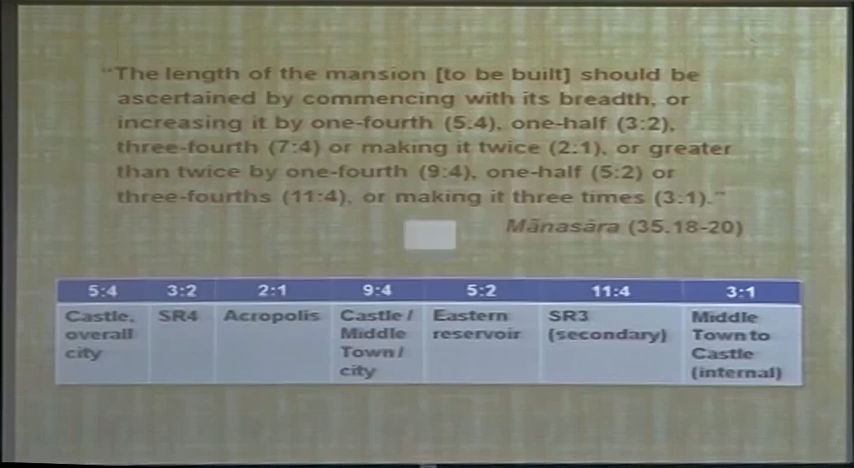 "The length of the mansion [to be built] should be
ascertained by commencing with its breadth, or
increasing it by one-fourth (5:4), one-half (3:2),
three-fourth (7:4) or making it twice (2:1), or greater
than twice by one-fourth (9:4), one-half (5:2) or
three-fourths (11:4), or making it three times (3:1)."
Mānasāra (35.18-20)
5:4 3:2 2:1 9:4 5:2 11:4 3:1
Castle, SR4 Acropolis Castle / Eastern SR3 Middle
overall Middle reservoir (secondary) Town to
city Town / Castle
city (internal)